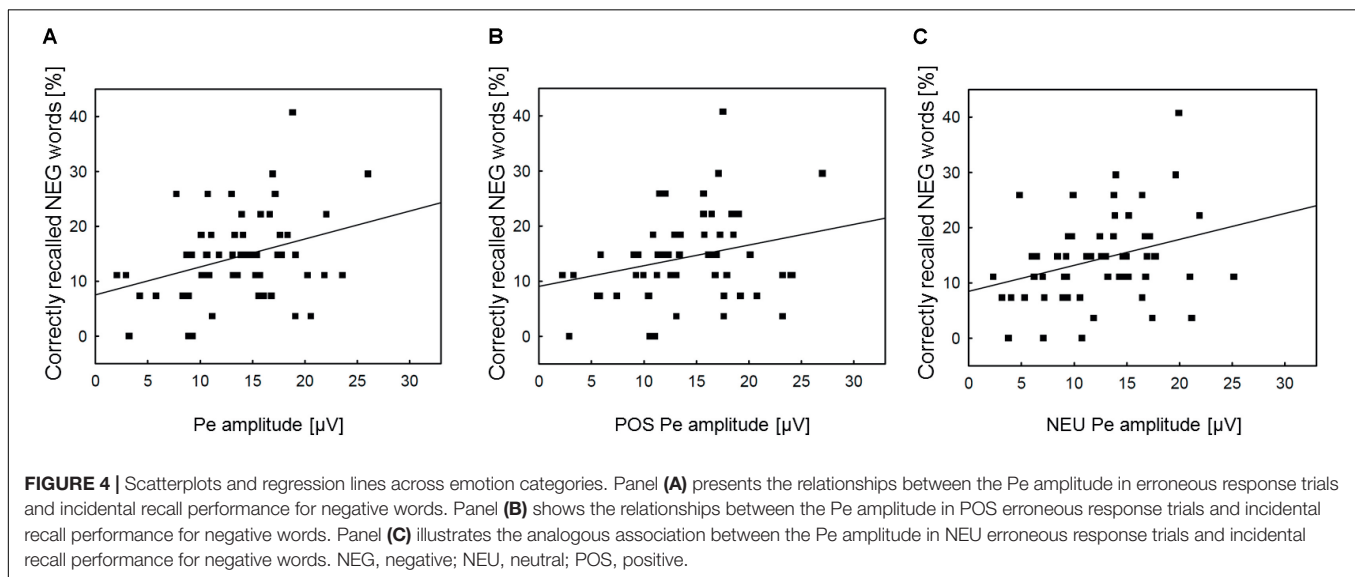 A
B
C
Correctly recalled NEG words [%]
40
30
20
10
0
0 5 10 15 20 25 30
Pe amplitude [μV]
Correctly recalled NEG words [%]
40
30
20
10
0
0 5 10 15 20 25 30
POS Pe amplitude [μV]
Correctly recalled NEG words [%]
40
30
20
10
0
0 5 10 15 20 25 30
NEU Pe amplitude [μV]
FIGURE 4 | Scatterplots and regression lines across emotion categories. Panel (A) presents the relationships between the Pe amplitude in erroneous response trials
and incidental recall performance for negative words. Panel (B) shows the relationships between the Pe amplitude in POS erroneous response trials and incidental
recall performance for negative words. Panel (C) illustrates the analogous association between the Pe amplitude in NEU erroneous response trials and incidental
recall performance for negative words. NEG, negative; NEU, neutral; POS, positive.